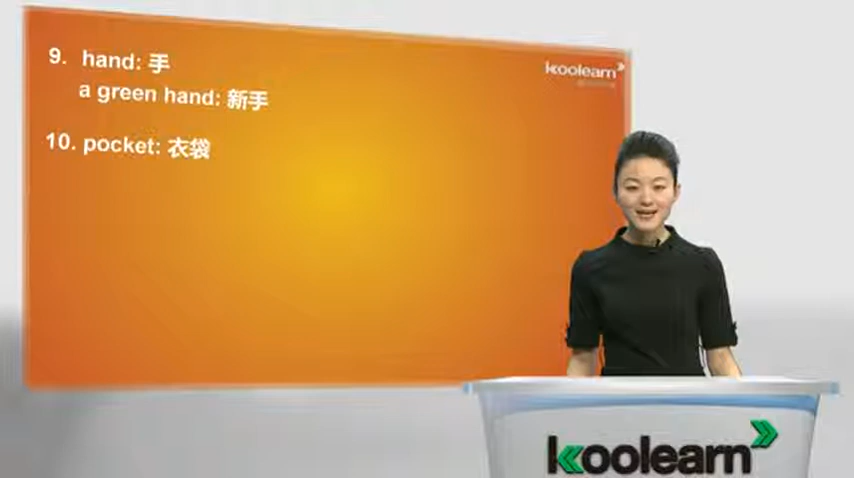 9. hand: 手
a green hand: 新手
10. pocket: 衣袋
koolearn
koolearn